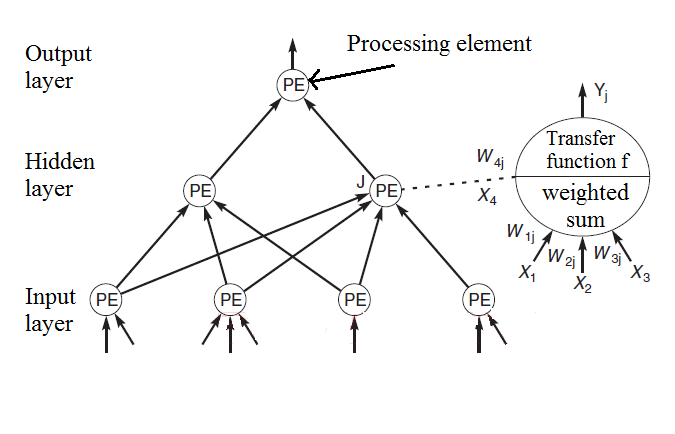 Output
layer
Processing element
PE
Y_j
Transfer
function f
weighted
sum
Hidden
layer
PE
J
PE
W_4j
X_4
W_1j
W_2j
W_3j
X_1
X_2
X_3
Input
layer
PE
PE
PE
PE